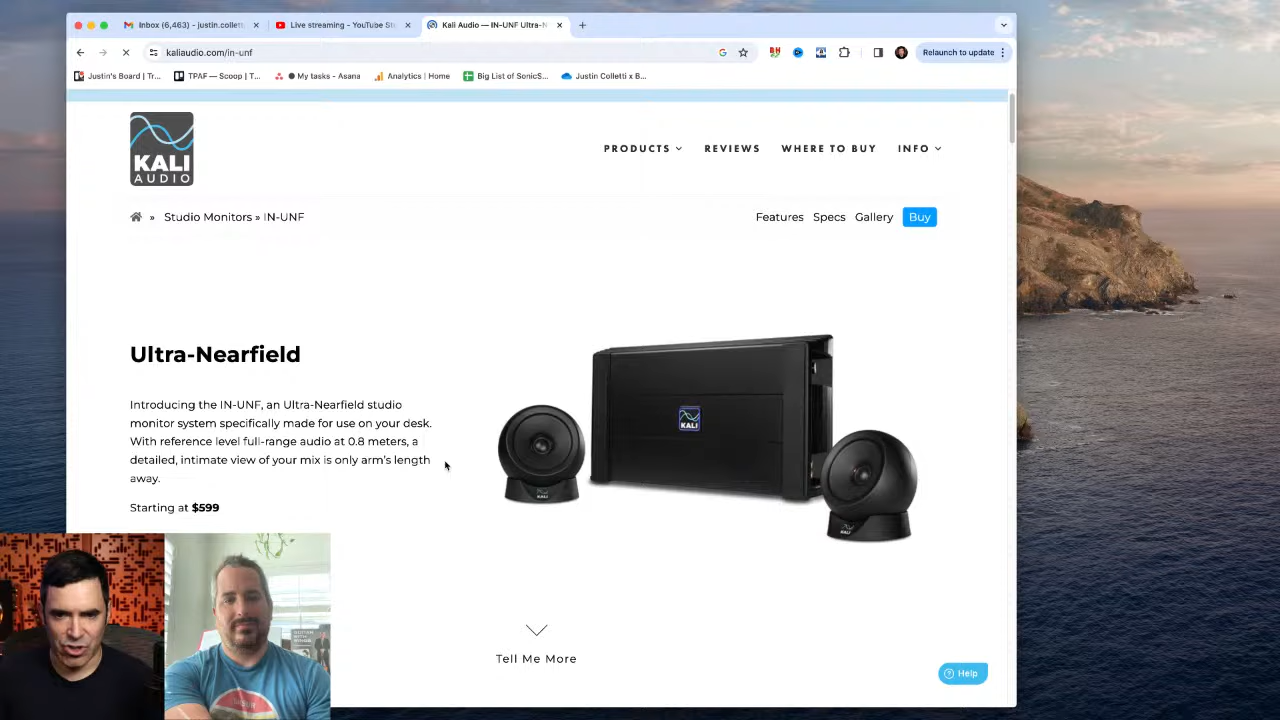 Inbox (6,463) - justin.collett
Live streaming - YouTube St
Kali Audio — IN-UNF Ultra-N
kaliaudio.com/in-unf
Relaunch to update
Justin's Board | Tr...
TPAF — Scoop | T...
My tasks - Asana
Analytics | Home
Big List of SonicS...
Justin Colletti x B...
KALI
AUDIO
PRODUCTS
REVIEWS
WHERE TO BUY
INFO
» Studio Monitors » IN-UNF
Features
Specs
Gallery
Buy
Ultra-Nearfield
Introducing the IN-UNF, an Ultra-Nearfield studio
monitor system specifically made for use on your desk.
With reference level full-range audio at 0.8 meters, a
detailed, intimate view of your mix is only arm's length
away.
Starting at $599
KALI
KALI
KALI
Tell Me More
Help